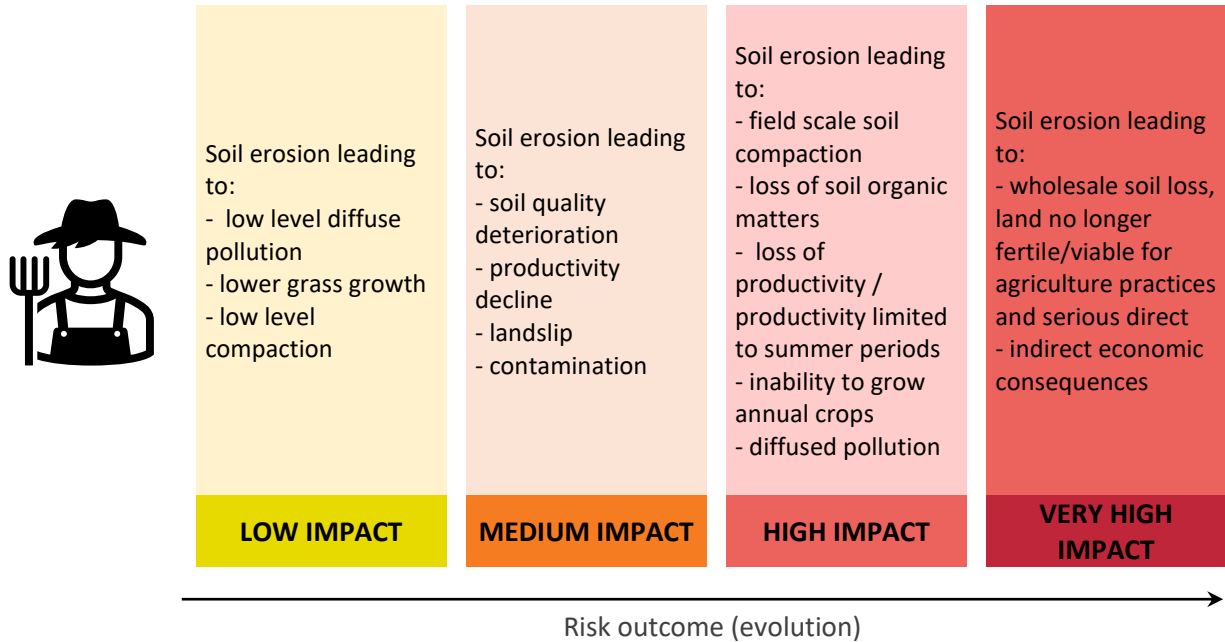 Soil erosion leading
to:
-  low level diffuse
pollution
- lower grass growth
- low level
compaction
LOW IMPACT
Soil erosion leading
to:
- soil quality
deterioration
- productivity
decline
- landslip
- contamination
MEDIUM IMPACT
Soil erosion leading
to:
- field scale soil
compaction
- loss of soil organic
matters
-  loss of
productivity /
productivity limited
to summer periods
- inability to grow
annual crops
- diffused pollution
HIGH IMPACT
Soil erosion leading
to:
- wholesale soil loss,
land no longer
fertile/viable for
agriculture practices
and serious direct
- indirect economic
consequences
VERY HIGH
IMPACT
Risk outcome (evolution)